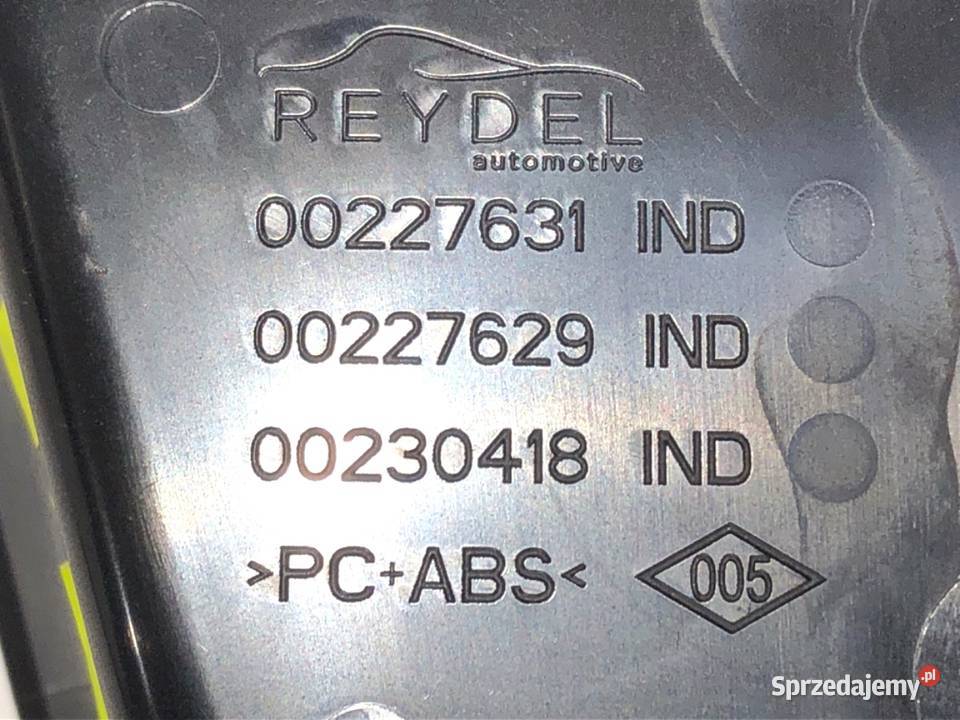 REYDEL
automotive
00227631 IND
00227629 IND
00230418 IND
>PC+ABS< 005
Sprzedajemy.pl